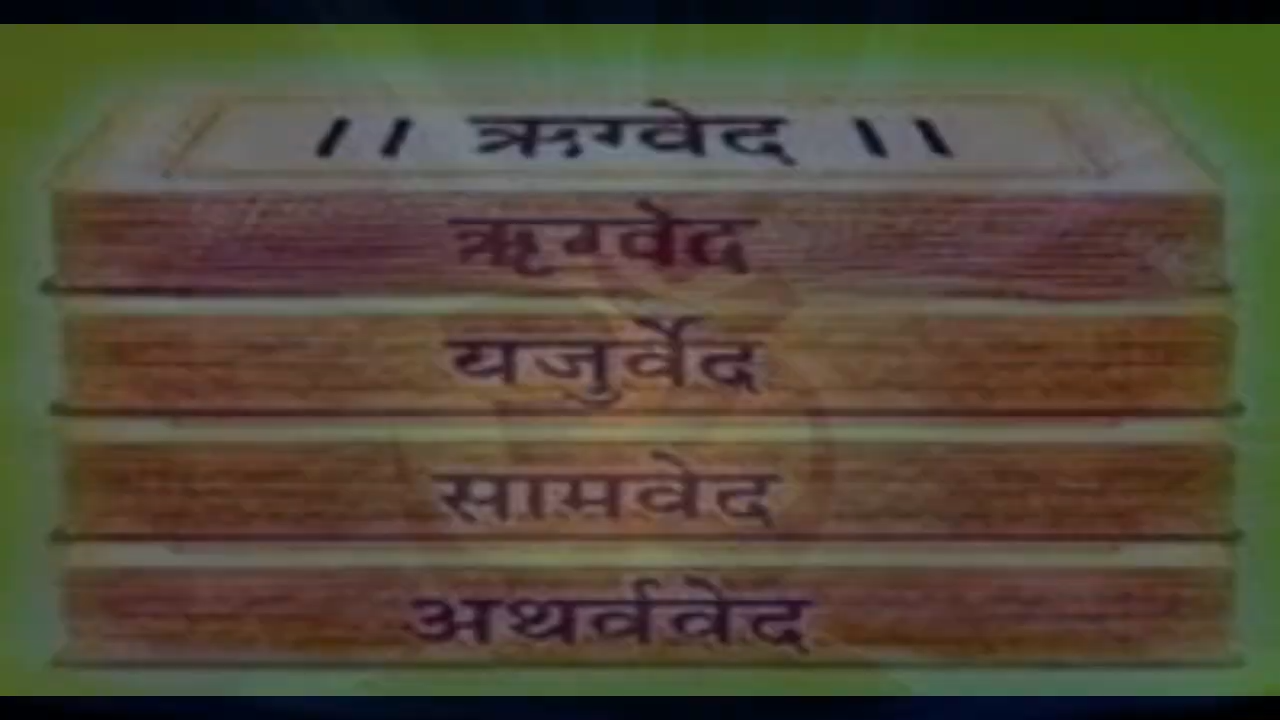 ।। ऋग्वेद ।।
ऋग्वेद
यजुर्वेद
सामवेद
अथर्ववेद